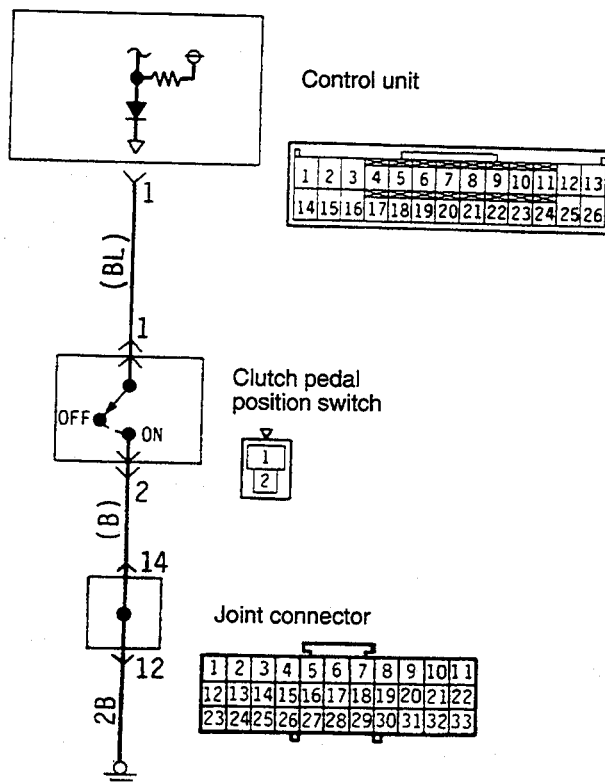 Control unit
1 2 3 4 5 6 7 8 9 10 11 12 13
14 15 16 17 18 19 20 21 22 23 24 25 26
1
(BL)
1
OFF
ON
Clutch pedal
position switch
1
2
2
(B)
14
Joint connector
12
1 2 3 4 5 6 7 8 9 10 11
12 13 14 15 16 17 18 19 20 21 22
23 24 25 26 27 28 29 30 31 32 33
2B